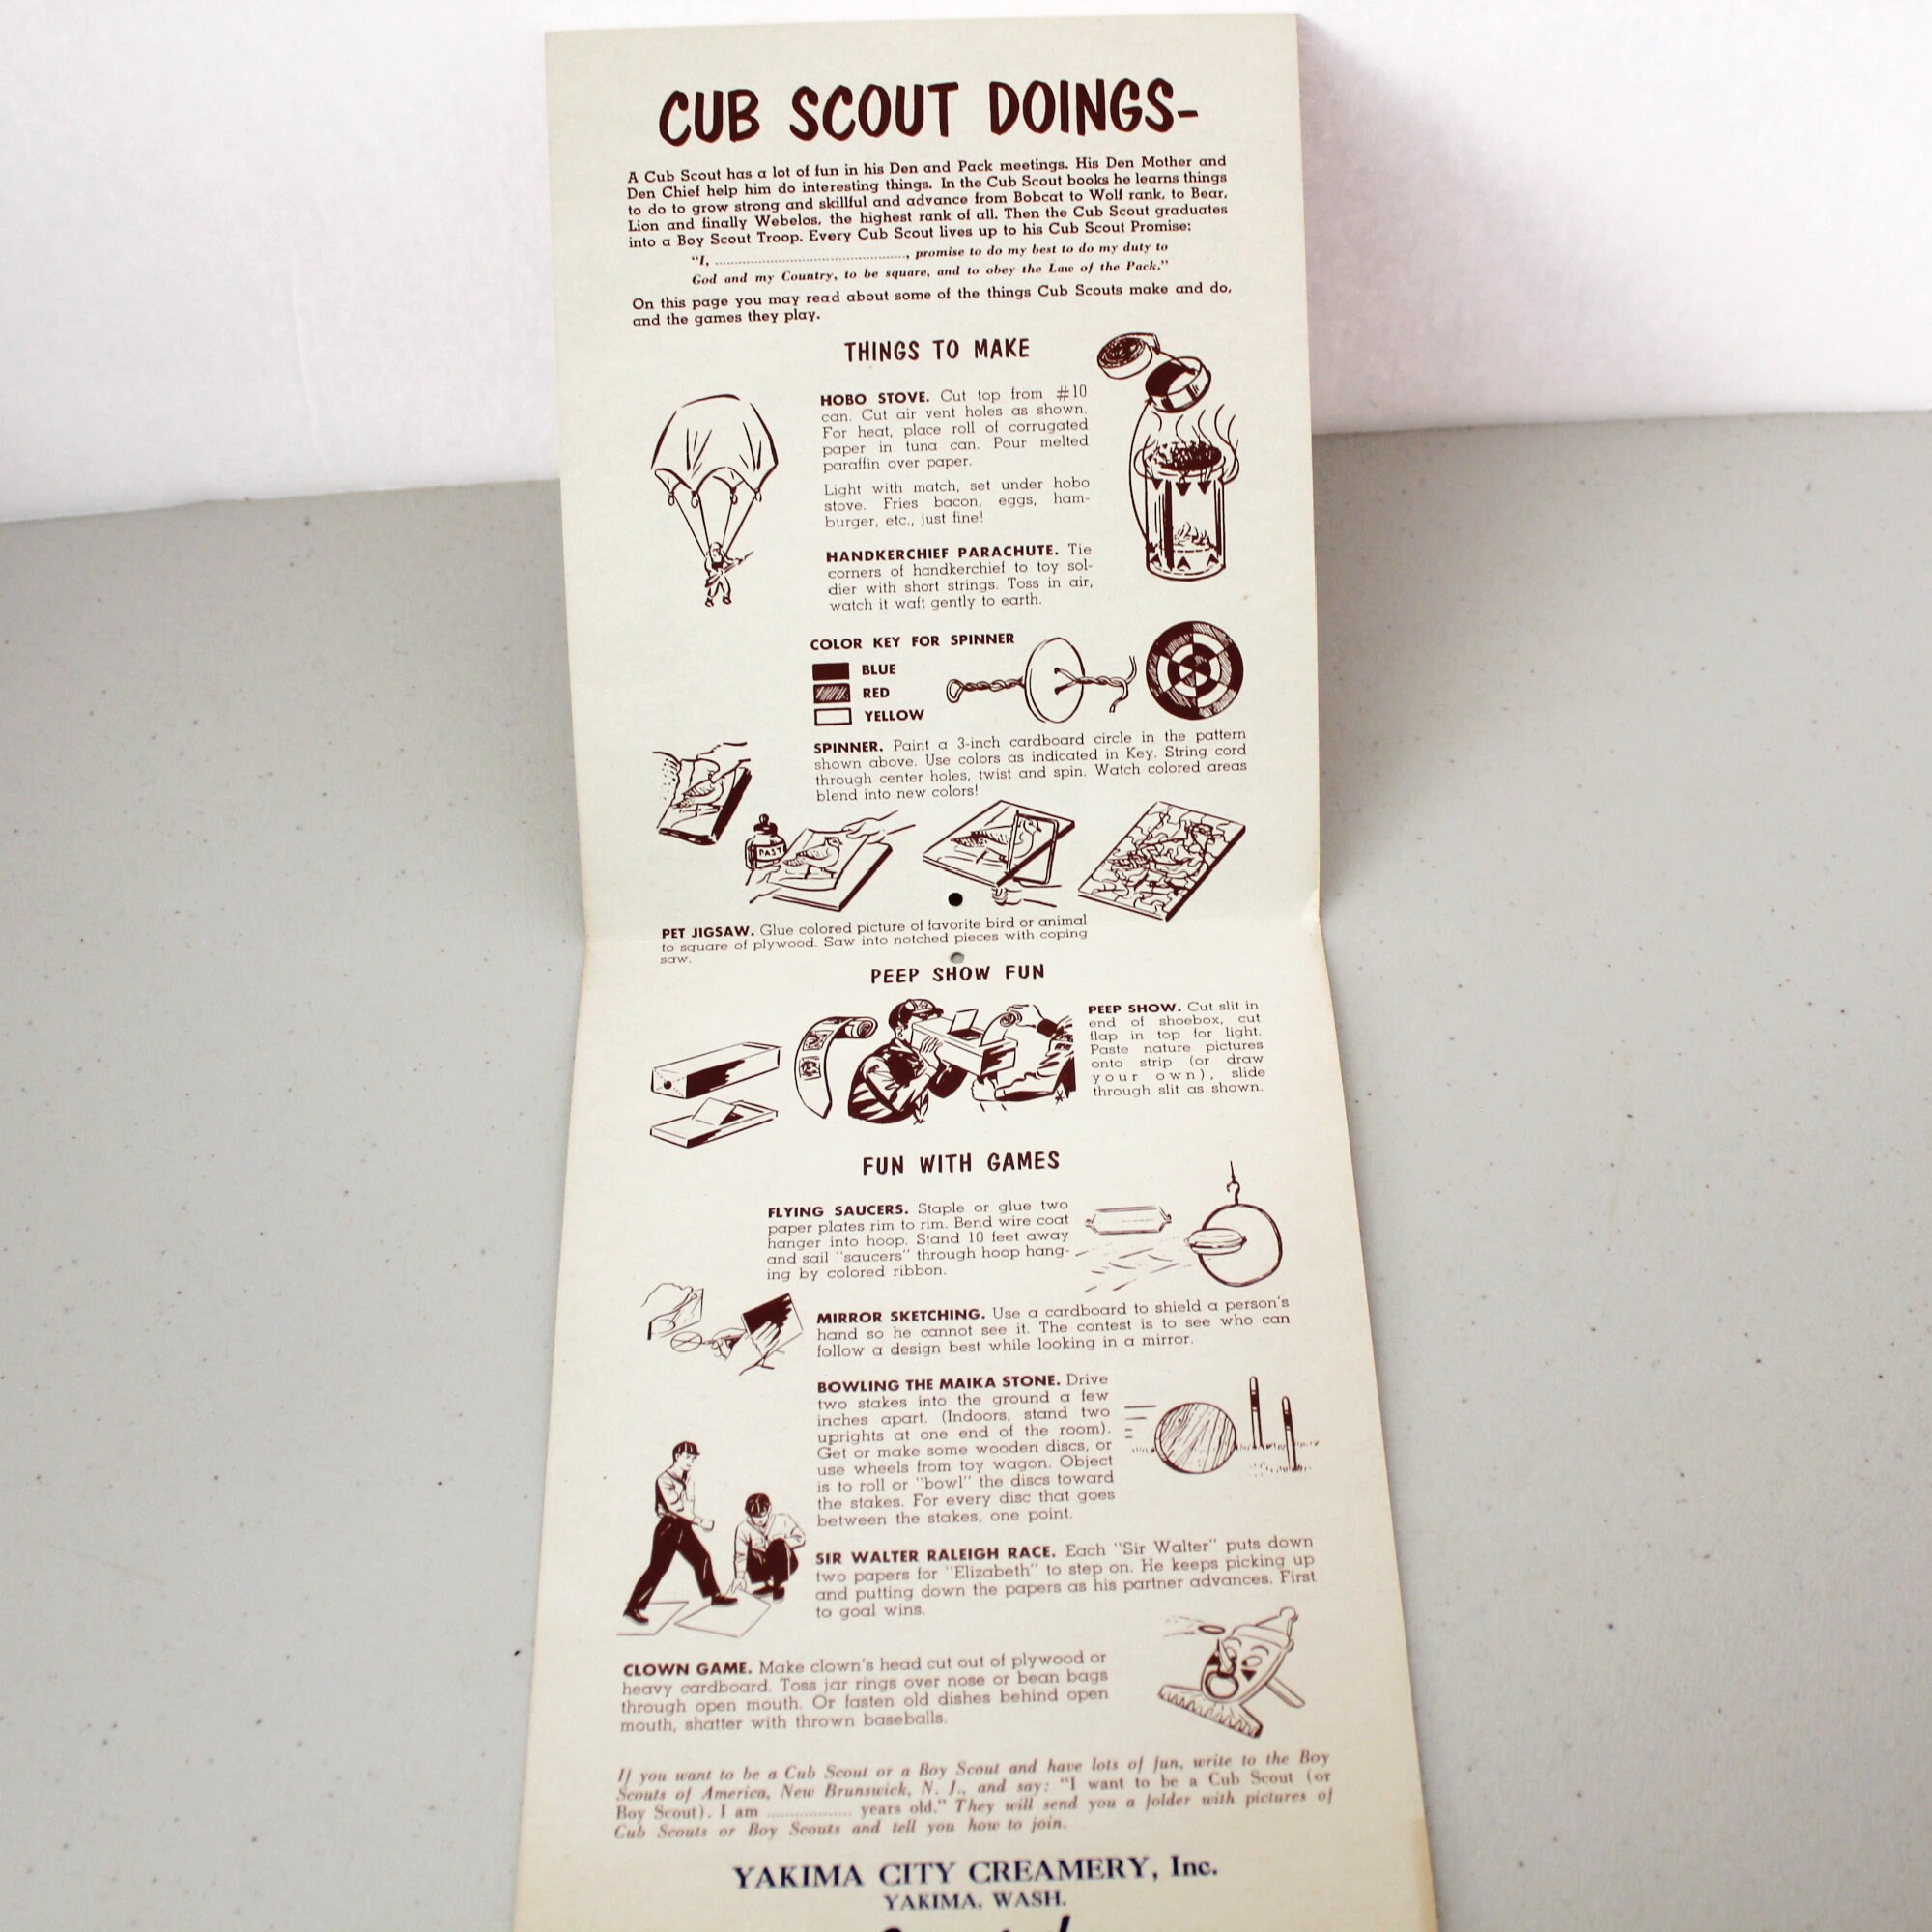 CUB SCOUT DOINGS-
A Cub Scout has a lot of fun in his Den and Pack meetings. His Den Mother and
Den Chief help him do interesting things. In the Cub Scout books he learns things
to do to grow strong and skillful and advance from Bobcat to Wolf rank, to Bear,
Lion and finally Webelos, the highest rank of all. Then the Cub Scout graduates
into a Boy Scout Troop. Every Cub Scout lives up to his Cub Scout Promise:
"I, ............................................., promise to do my best to do my duty to
God and my Country, to be square, and to obey the Law of the Pack."
On this page you may read about some of the things Cub Scouts make and do,
and the games they play.
THINGS TO MAKE
HOBO STOVE. Cut top from #10
can. Cut air vent holes as shown.
For heat, place roll of corrugated
paper in tuna can. Pour melted
paraffin over paper.
Light with match, set under hobo
stove. Fries bacon, eggs, ham-
burger, etc., just fine!
HANDKERCHIEF PARACHUTE. Tie
corners of handkerchief to toy sol-
dier with short strings. Toss in air,
watch it waft gently to earth.
COLOR KEY FOR SPINNER
BLUE
RED
YELLOW
SPINNER. Paint a 3-inch cardboard circle in the pattern
shown above. Use colors as indicated in Key. String cord
through center holes, twist and spin. Watch colored areas
blend into new colors!
PAST
PET JIGSAW. Glue colored picture of favorite bird or animal
to square of plywood. Saw into notched pieces with coping
saw.
PEEP SHOW FUN
PEEP SHOW. Cut slit in
end of shoebox, cut
flap in top for light.
Paste nature pictures
onto strip (or draw
your own), slide
through slit as shown.
FUN WITH GAMES
FLYING SAUCERS. Staple or glue two
paper plates rim to rim. Bend wire coat
hanger into hoop. Stand 10 feet away
and sail "saucers" through hoop hang-
ing by colored ribbon.
MIRROR SKETCHING. Use a cardboard to shield a person's
hand so he cannot see it. The contest is to see who can
follow a design best while looking in a mirror.
BOWLING THE MAIKA STONE. Drive
two stakes into the ground a few
inches apart. (Indoors, stand two
uprights at one end of the room).
Get or make some wooden discs, or
use wheels from toy wagon. Object
is to roll or "bowl" the discs toward
the stakes. For every disc that goes
between the stakes, one point.
SIR WALTER RALEIGH RACE. Each "Sir Walter" puts down
two papers for "Elizabeth" to step on. He keeps picking up
and putting down the papers as his partner advances. First
to goal wins.
CLOWN GAME. Make clown's head cut out of plywood or
heavy cardboard. Toss jar rings over nose or bean bags
through open mouth. Or fasten old dishes behind open
mouth, shatter with thrown baseballs.
If you want to be a Cub Scout or a Boy Scout and have lots of fun, write to the Boy
Scouts of America, New Brunswick, N. J., and say: "I want to be a Cub Scout (or
Boy Scout). I am .................... years old." They will send you a folder with pictures of
Cub Scouts or Boy Scouts and tell you how to join.
YAKIMA CITY CREAMERY, Inc.
YAKIMA, WASH.